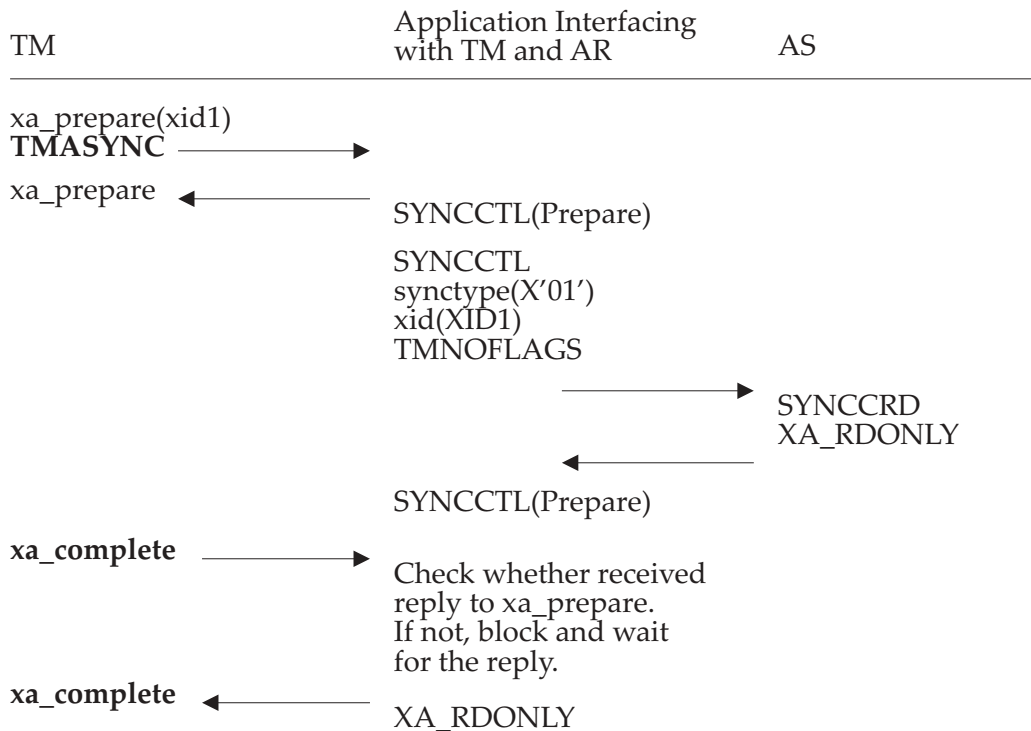 TM
Application Interfacing
with TM and AR
AS
xa_prepare(xid1)
TMASYNC
xa_prepare
SYNCCTL(Prepare)
SYNCCTL
synctype(X’01’)
xid(XID1)
TMNOFLAGS
SYNCCRD
XA_RDONLY
SYNCCTL(Prepare)
xa_complete
Check whether received
reply to xa_prepare.
If not, block and wait
for the reply.
xa_complete
XA_RDONLY